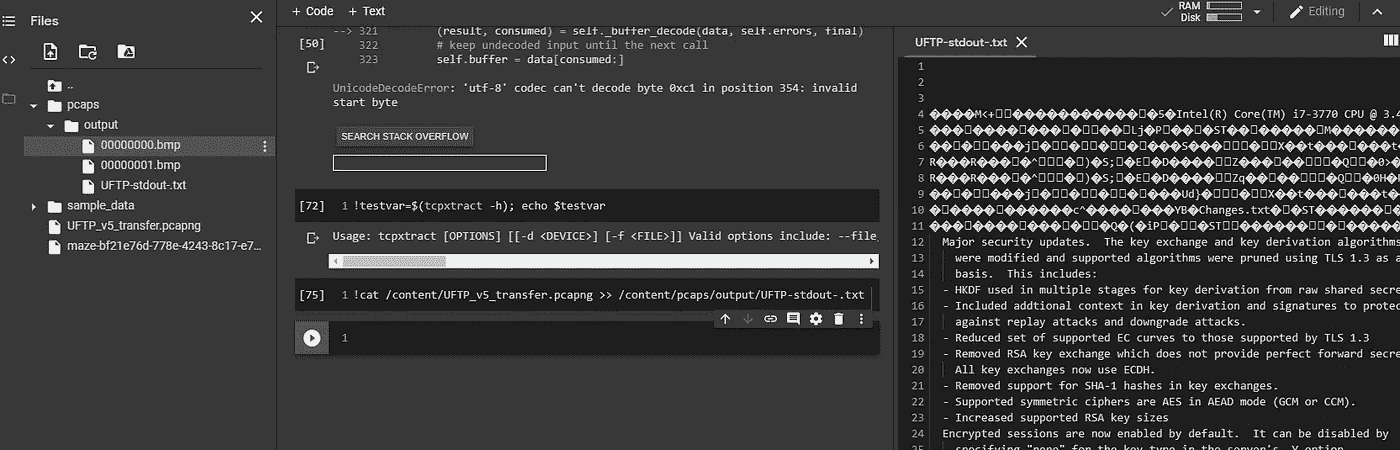 Files
..
pcaps
output
00000000.bmp
00000001.bmp
UFTP-stdout-.txt
sample_data
UFTP_v5_transfer.pcapng
maze-bf21e76d-778e-4243-8c17-e7…
+ Code + Text
RAM
Disk
Editing
[50]
--> 321 (result, consumed) = self._buffer_decode(data, self.errors, final)
322 # keep undecoded input until the next call
323 self.buffer = data[consumed:]
UnicodeDecodeError: 'utf-8' codec can't decode byte 0xc1 in position 354: invalid
start byte
SEARCH STACK OVERFLOW
[72] 1 !testvar=$(tcpxtract -h); echo $testvar
Usage: tcpxtract [OPTIONS] [[-d <DEVICE>] [-f <FILE>]] Valid options include: --file
[75] 1 !cat /content/UFTP_v5_transfer.pcapng >> /content/pcaps/output/UFTP-stdout-.txt
1
UFTP-stdout-.txt
1
2
3
4 Intel(R) Core(TM) i7-3770 CPU @ 3.4
5
6
7
8
9
10 Changes.txt
11
12 Major security updates. The key exchange and key derivation algorithms
13 were modified and supported algorithms were pruned using TLS 1.3 as a
14 basis. This includes:
15 - HKDF used in multiple stages for key derivation from raw shared secre
16 - Included addtional context in key derivation and signatures to protec
17 against replay attacks and downgrade attacks.
18 - Reduced set of supported EC curves to those supported by TLS 1.3
19 - Removed RSA key exchange which does not provide perfect forward secre
20 All key exchanges now use ECDH.
21 - Removed support for SHA-1 hashes in key exchanges.
22 - Supported symmetric ciphers are AES in AEAD mode (GCM or CCM).
23 - Increased supported RSA key sizes
24 Encrypted sessions are now enabled by default. It can be disabled by
25 specifying "none" for the key type in the server's -Y option